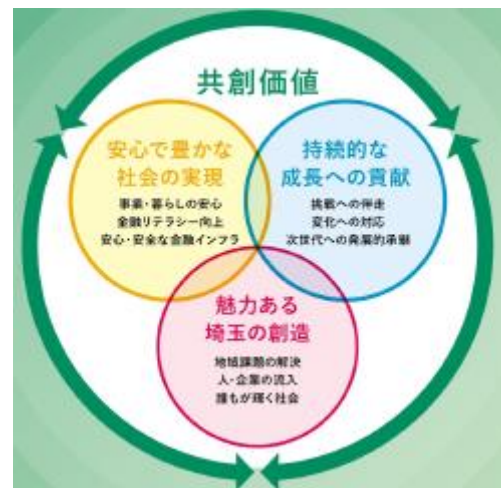 共創価値
安心で豊かな
社会の実現
事業・暮らしの安心
金融リテラシー向上
安心・安全な金融インフラ
持続的な
成長への貢献
挑戦への伴走
変化への対応
次世代への発展的承継
魅力ある
埼玉の創造
地域課題の解決
人・企業の流入
誰もが輝く社会